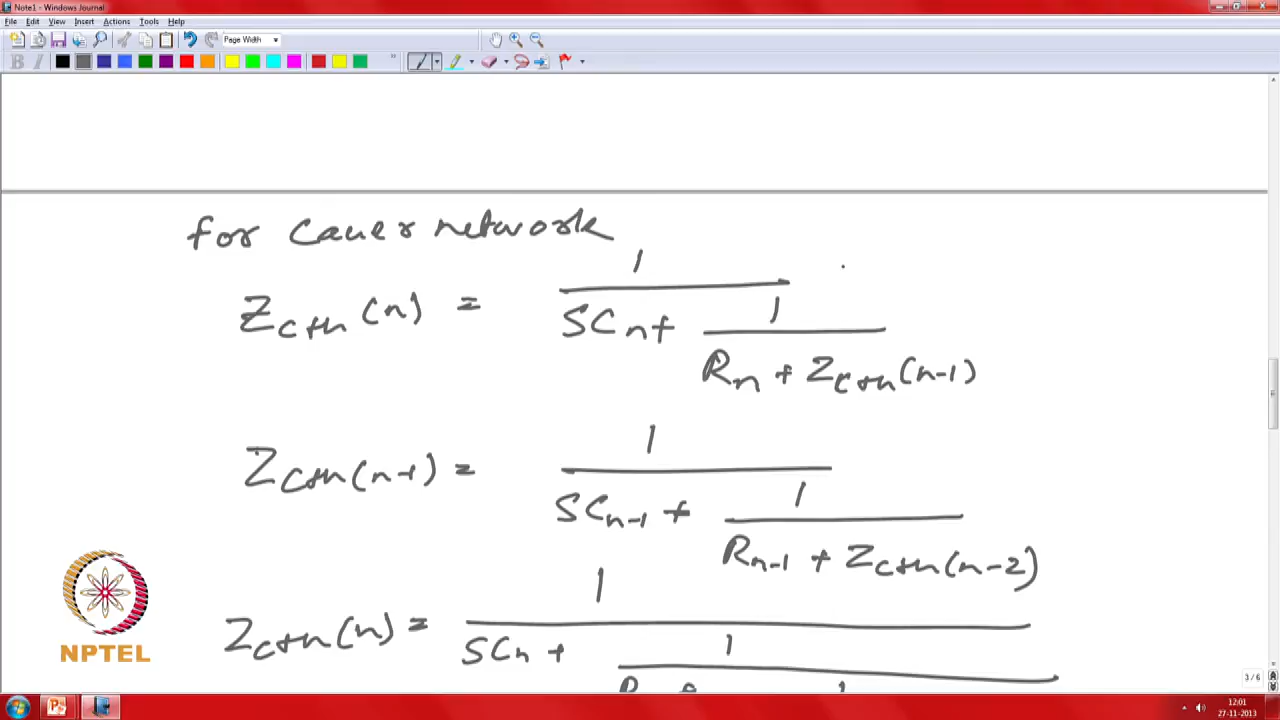 Note1 - Windows Journal
File Edit View Insert Actions Tools Help
Page Width
B I
for Cauer network
1
Zcth(n) = SCn+ 1
Rn + Zcth(n-1)
1
Zcth(n-1) = SCn-1 + 1
Rn-1 + Zcth(n-2)
1
Zcth(n) = SCn + 1
NPTEL
3 / 6
12:01
27-11-2013